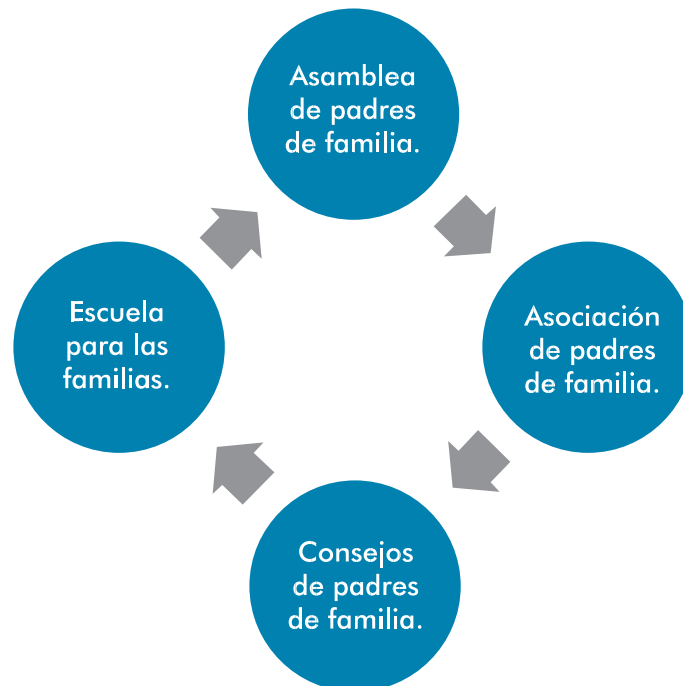 Asamblea
de padres
de familia.
Asociación
de padres
de familia.
Consejos
de padres
de familia.
Escuela
para las
familias.